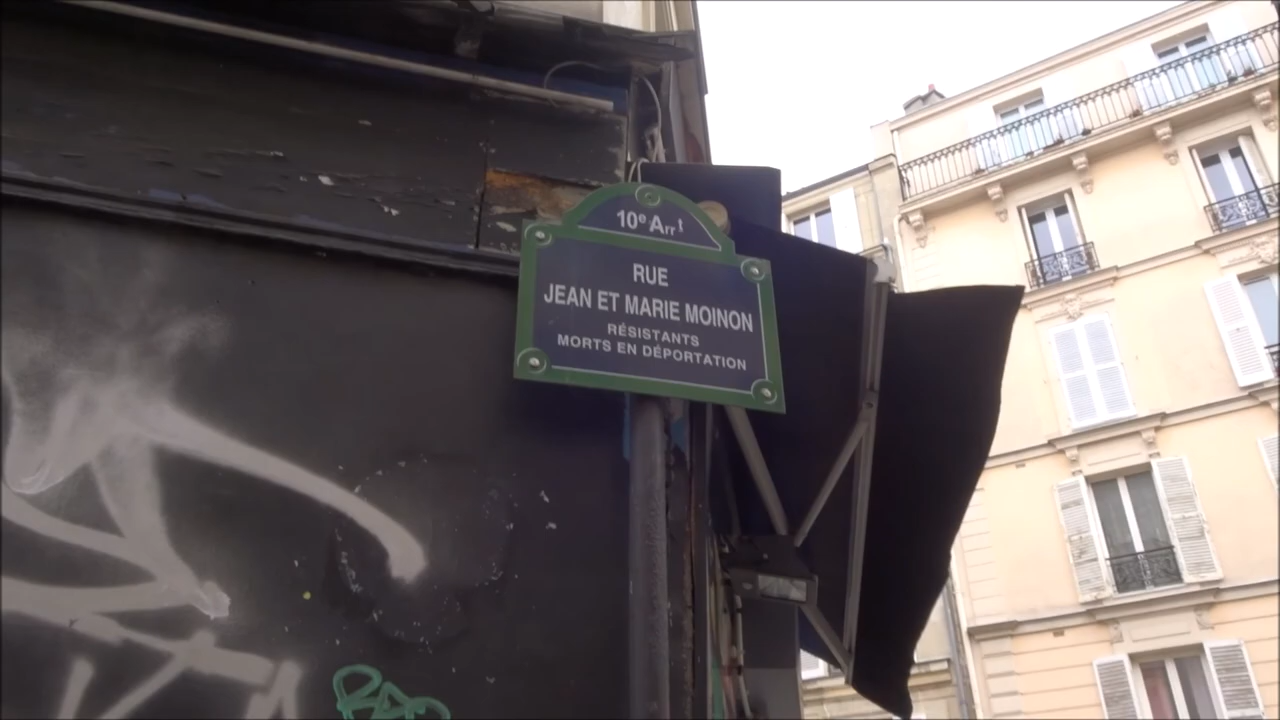 10e Arrt
RUE
JEAN ET MARIE MOINON
RÉSISTANTS
MORTS EN DÉPORTATION